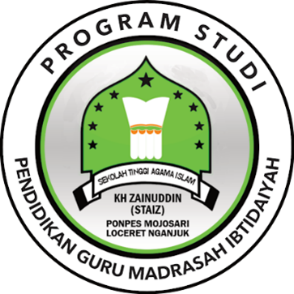 PROGRAM STUDI
SEKOLAH TINGGI AGAMA ISLAM
KH ZAINUDDIN
(STAIZ)
PONPES MOJOSARI
LOCERET NGANJUK
PENDIDIKAN GURU MADRASAH IBTIDAIYAH